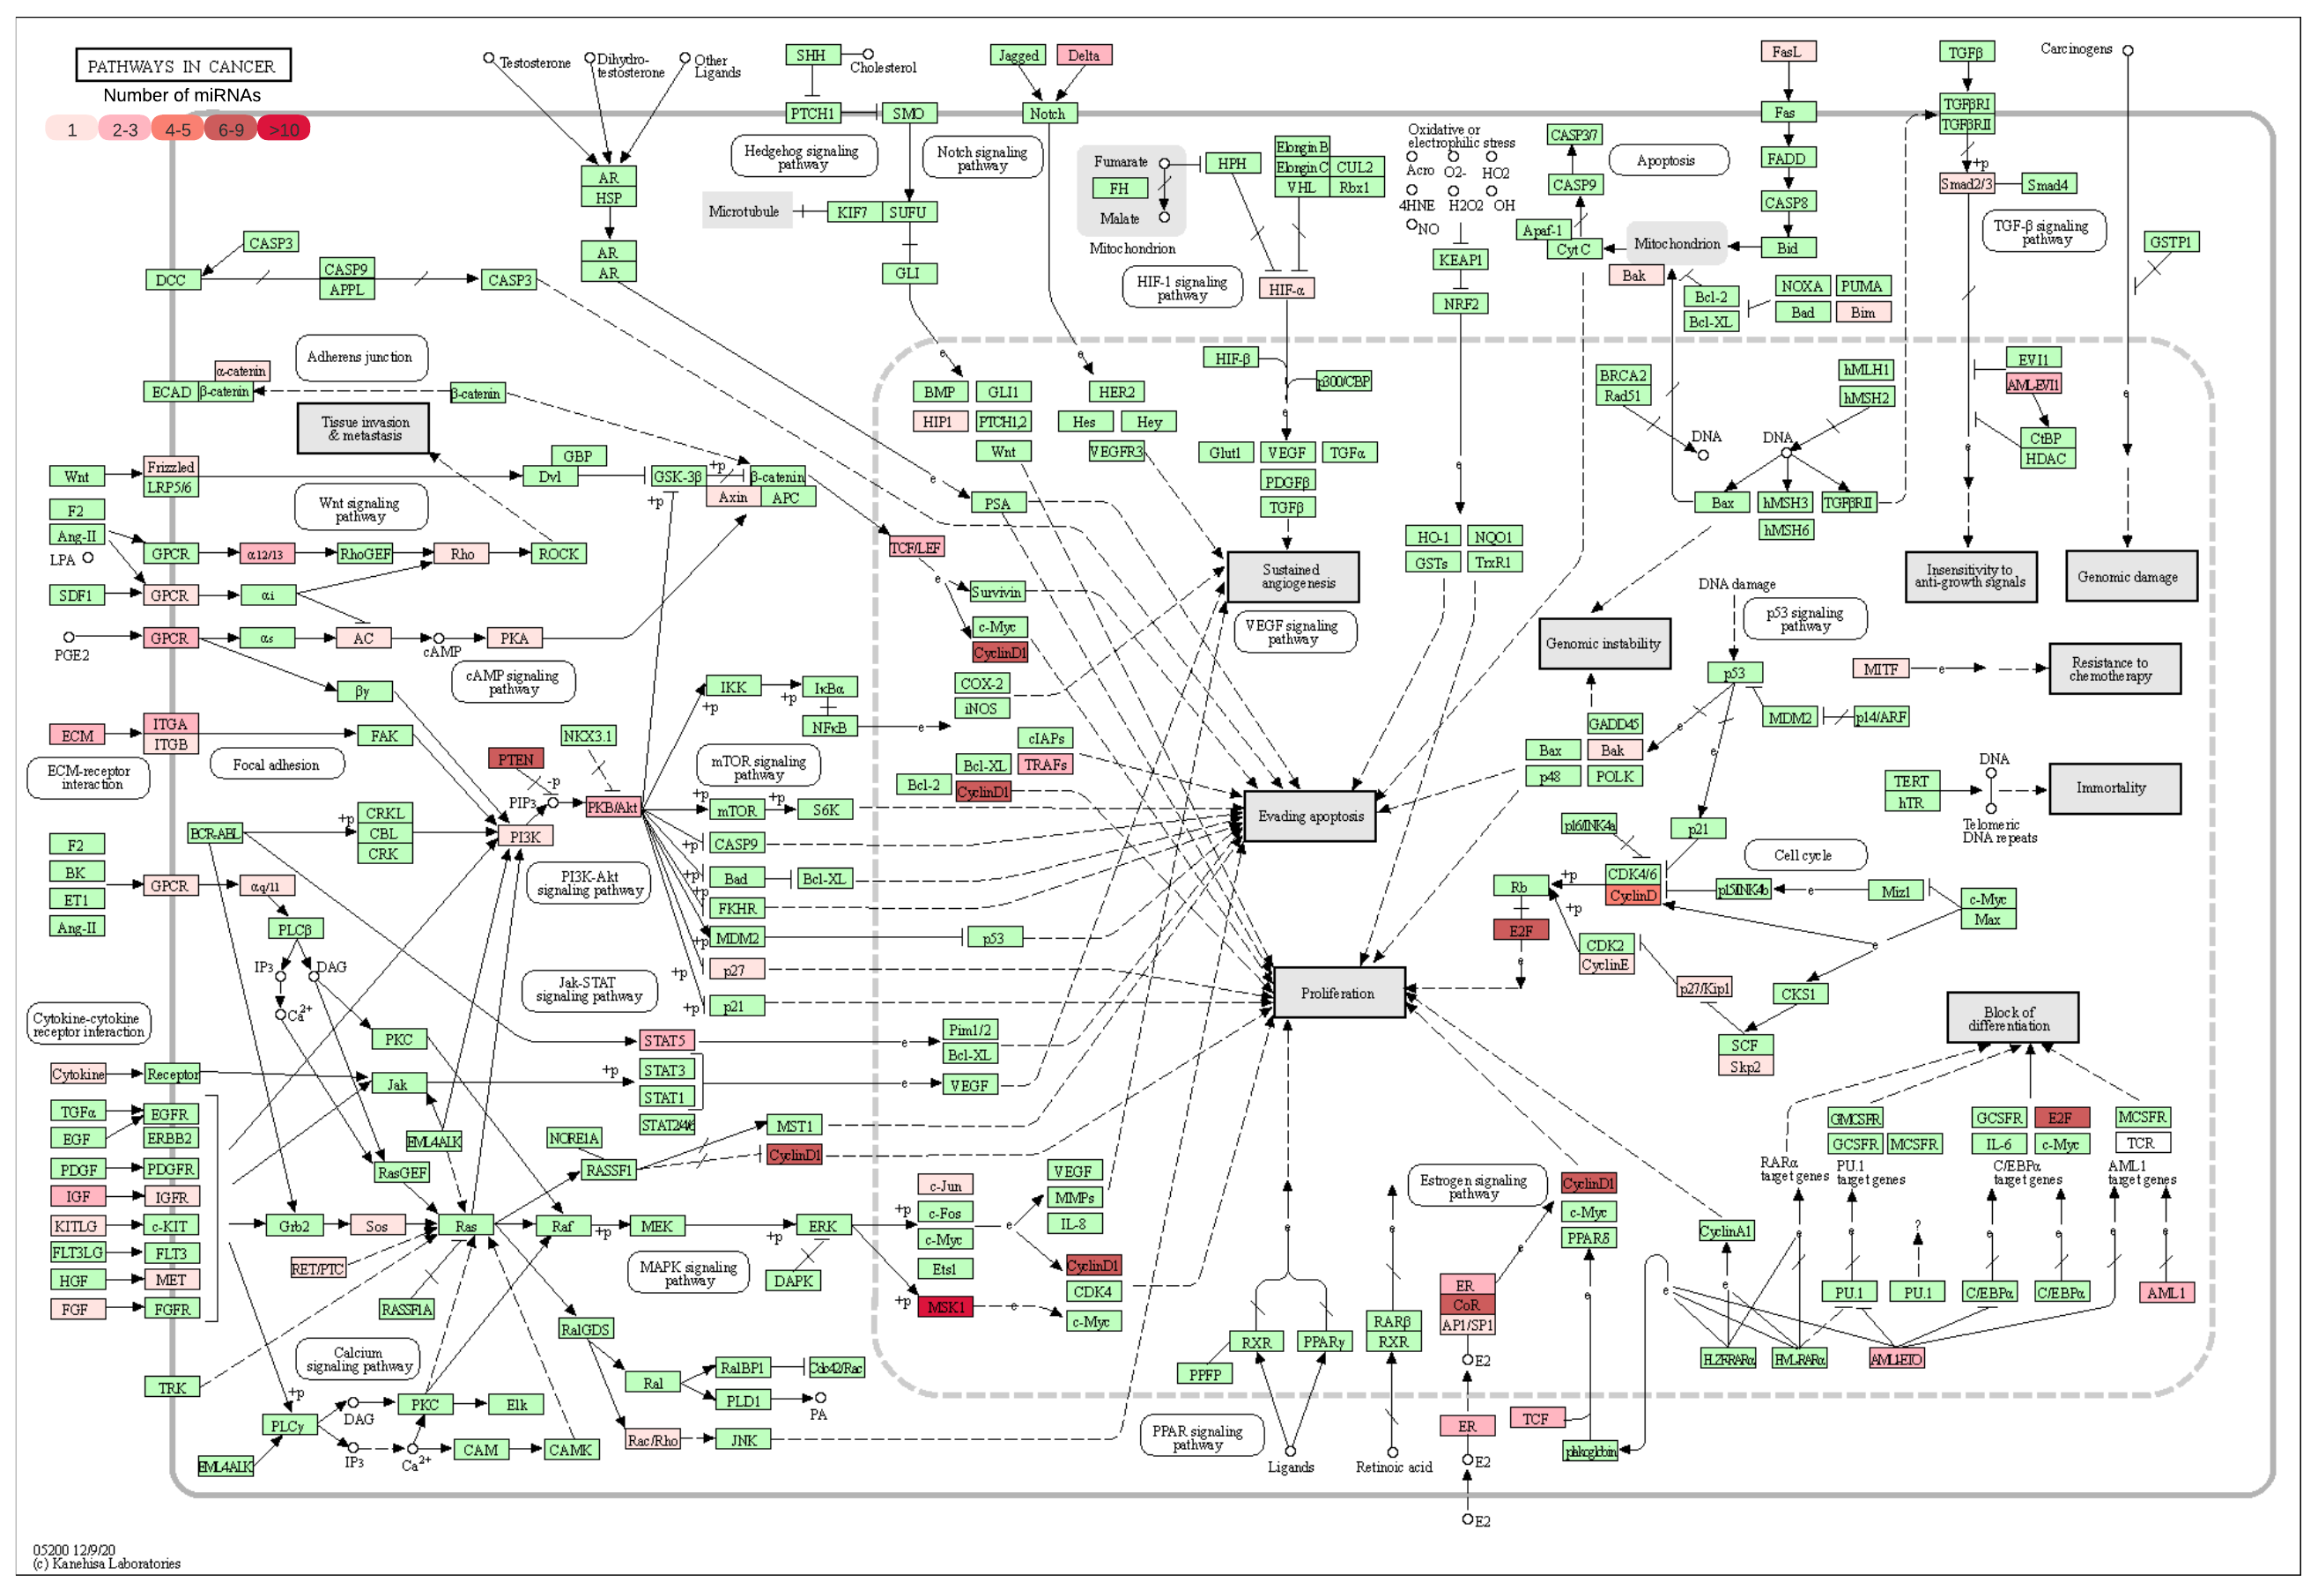 PATHWAYS IN CANCER
Number of miRNAs
1
2-3
4-5
6-9
>10
Testosterone
Dihydro-
testosterone
Other
Ligands
SHH
Cholesterol
PTCH1
SMO
Hedgehog signaling
pathway
Microtubule
KIF7
SUFU
GLI
Jagged
Delta
Notch
Notch signaling
pathway
AR
HSP
AR
AR
Fumarate
FH
Malate
Mitochondrion
HPH
Elongin B
Elongin C
CUL2
VHL
Rbx1
HIF-1 signaling
pathway
HIF-α
Oxidative or
electrophilic stress
Acro
O2-
HO2
4HNE
H2O2
OH
NO
KEAP1
NRF2
CASP3/7
CASP9
Apaf-1
CytC
Apoptosis
Mitochondrion
Bak
Bcl-2
Bcl-XL
NOXA
PUMA
Bad
Bim
FasL
Fas
FADD
CASP8
Bid
TGFβ
TGFβRI
TGFβRII
+p
Smad2/3
Smad4
TGF-β signaling
pathway
Carcinogens
GSTP1
CASP3
DCC
CASP9
APPL
CASP3
Adherens junction
α-catenin
ECAD
β-catenin
β-catenin
Tissue invasion
& metastasis
Wnt
Frizzled
LRP5/6
Wnt signaling
pathway
Dvl
GBP
GSK-3β
+p
β-catenin
Axin
APC
+p
F2
Ang-II
LPA
GPCR
α12/13
RhoGEF
Rho
ROCK
SDF1
GPCR
αi
PGE2
GPCR
αs
AC
cAMP
PKA
cAMP signaling
pathway
βγ
TCF/LEF
e
Survivin
c-Myc
CyclinD1
e
BMP
GLI1
HIP1
PTCH1,2
Wnt
e
PSA
e
HER2
Hes
Hey
VEGFR3
HIF-β
p300/CBP
e
Glut1
VEGF
TGFα
PDGFβ
TGFβ
Sustained
angiogenesis
VEGF signaling
pathway
e
HO-1
NQO1
GSTs
TrxR1
BRCA2
Rad51
DNA
hMLH1
hMSH2
DNA
Bax
hMSH3
TGFβRII
hMSH6
EVI1
AML-EVI1
CtBP
HDAC
e
e
Insensitivity to
anti-growth signals
Genomic damage
DNA damage
p53 signaling
pathway
Genomic instability
p53
MDM2
p14/ARF
MITF
e
Resistance to
chemotherapy
GADD45
Bax
Bak
p48
POLK
e
e
p21
TERT
hTR
DNA
Telomeric
DNA repeats
Immortality
ECM
ITGA
ITGB
FAK
ECM-receptor
interaction
Focal adhesion
PTEN
-p
PIP3
NKX3.1
PKB/Akt
PI3K
PI3K-Akt
signaling pathway
IKK
+p
+p
IκBα
NFκB
e
COX-2
iNOS
cIAPs
Bcl-XL
TRAFs
Bcl-2
CyclinD1
mTOR signaling
pathway
+p
mTOR
+p
S6K
+p
CASP9
+p
Bad
Bcl-XL
+p
FKHR
+p
MDM2
p53
+p
p27
+p
p21
Evading apoptosis
Proliferation
BCR-ABL
+p
CRKL
CBL
CRK
F2
BK
ET1
Ang-II
GPCR
αq/11
PLCβ
IP3
DAG
Ca2+
PKC
Jak-STAT
signaling pathway
Cytokine-cytokine
receptor interaction
Cytokine
Receptor
Jak
+p
STAT5
STAT3
STAT1
STAT2/4/6
e
Pim1/2
Bcl-XL
e
VEGF
p16/INK4a
CDK4/6
CyclinD
+p
p15/INK4b
e
Miz1
c-Myc
Max
Cell cycle
Rb
E2F
e
+p
CDK2
CyclinE
p27/Kip1
e
CKS1
SCF
Skp2
Block of
differentiation
TGFα
EGF
PDGF
IGF
KITLG
FLT3LG
HGF
FGF
EGFR
ERBB2
PDGFR
IGFR
c-KIT
FLT3
MET
FGFR
TRK
EML4ALK
RasGEF
Grb2
Sos
Ras
RET/PTC
RASSF1A
NORE1A
RASSF1
MST1
CyclinD1
Raf
+p
MEK
ERK
+p
DAPK
+p
+p
MAPK signaling
pathway
c-Jun
c-Fos
c-Myc
Ets1
MSK1
e
e
VEGF
MMPs
IL-8
CyclinD1
CDK4
c-Myc
Calcium
signaling pathway
+p
PLCγ
DAG
IP3
Ca2+
PKC
Elk
CAM
CAMK
EML4ALK
RalGDS
Ral
RalBP1
Cdc42/Rac
PLD1
PA
Rac/Rho
JNK
e
RXR
PPARγ
PPFP
PPAR signaling
pathway
Ligands
e
RARβ
RXR
Retinoic acid
Estrogen signaling
pathway
ER
CoR
AP1/SP1
E2
ER
E2
E2
e
CyclinD1
c-Myc
PPARδ
e
TCF
plakoglobin
CyclinA1
e
e
GMCSFR
GCSFR
MCSFR
GCSFR
E2F
IL-6
c-Myc
MCSFR
TCR
RARα
target genes
PU.1
target genes
C/EBPα
target genes
AML1
target genes
e
e
?
e
e
e
e
PU.1
PU.1
C/EBPα
C/EBPα
AML1
PLZF-RARα
PML-RARα
AML1-ETO
05200 12/9/20
(c) Kanehisa Laboratories